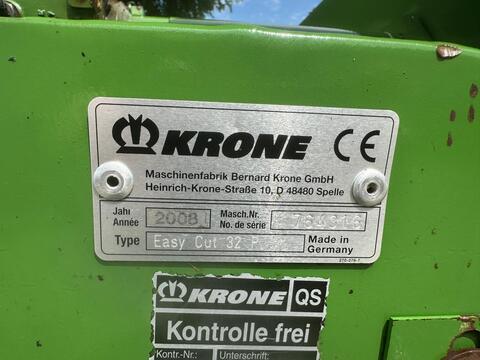 KRONE
KRONE CE
Maschinenfabrik Bernard Krone GmbH
Heinrich-Krone-Straße 10, D 48480 Spelle
Jahr 2008 Masch.Nr.
Année No. de série
Type Easy Cut 32 P Made in
Germany
KRONE QS
Kontrolle frei
Kontr.-Nr.: Unterschrift: